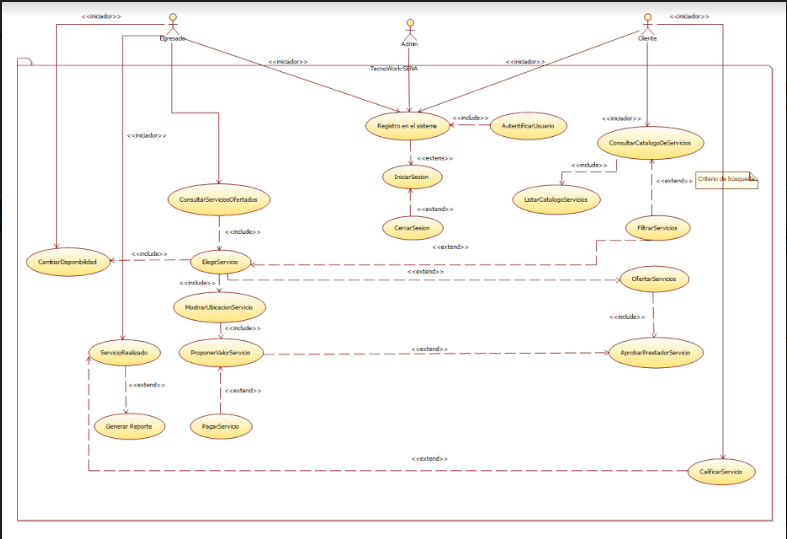 <<iniciador>>
<<iniciador>>
Egresado
Admin
Cliente
<<iniciador>>
<<iniciador>>
TecnoWork-SENA
<<iniciador>>
<<iniciador>>
Registro en el sistema
<<include>>
AutentificarUsuario
ConsultarCatalogoDeServicios
<<extens>>
<<include>>
IniciarSesion
<<extend>>
Criterio de búsqueda
ConsultarServiciosOfertados
ListarCatalogoServicios
<<extend>>
CerrarSesion
FiltrarServicios
<<include>>
<<extend>>
<<include>>
CambiarDisponibilidad
ElegirServicio
<<extend>>
OfertarServicios
<<include>>
MostrarUbicacionServicio
<<include>>
<<include>>
ServicioRealizado
ProponerValorServicio
<<extend>>
AprobarPrestadorServicio
<<extend>>
<<extend>>
Generar Reporte
PagarServicio
<<extend>>
CalificarServicio